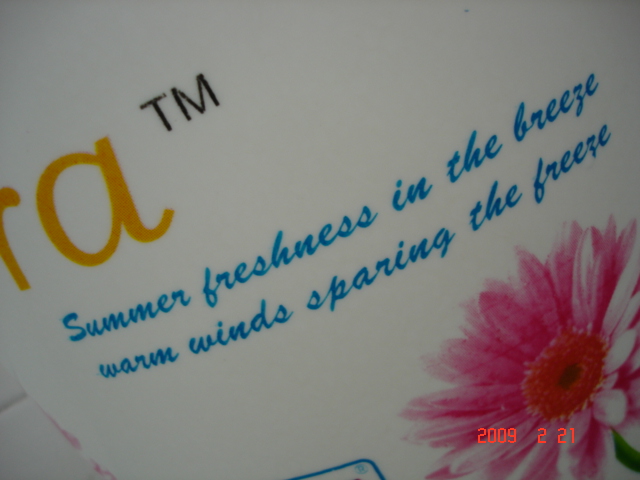 ra TM
Summer freshness in the breeze
warm winds sparing the freeze
2009 2 21